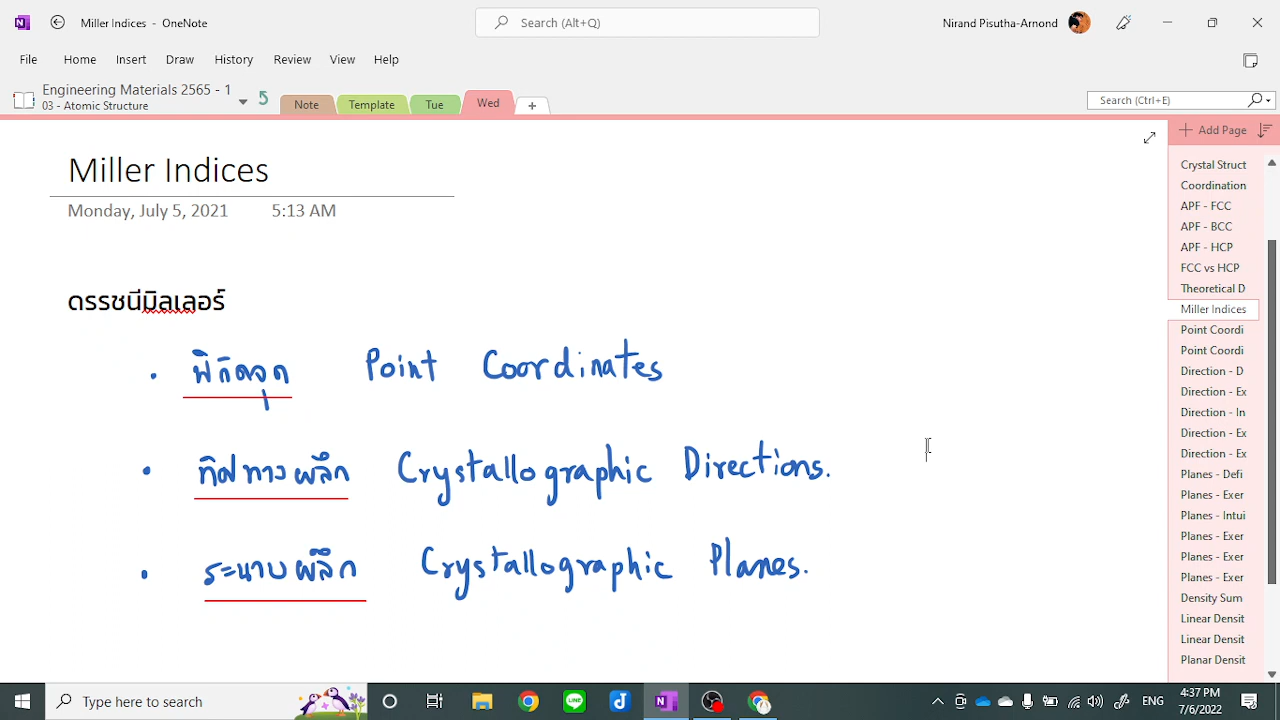 Miller Indices - OneNote
Search (Alt+Q)
Nirand Pisutha-Arnond
File Home Insert Draw History Review View Help
Engineering Materials 2565 - 1
03 - Atomic Structure
Note Template Tue Wed
Search (Ctrl+E)
Add Page
Miller Indices
Monday, July 5, 2021 5:13 AM
ดรรชนีมิลเลอร์
• พิกัดจุด Point Coordinates
• ทิศทางผลึก Crystallographic Directions.
• ระนาบผลึก Crystallographic Planes.
Crystal Struct
Coordination
APF - FCC
APF - BCC
APF - HCP
FCC vs HCP
Theoretical D
Miller Indices
Point Coordi
Point Coordi
Direction - D
Direction - Ex
Direction - In
Direction - Ex
Direction - Ex
Planes - Defi
Planes - Exer
Planes - Intui
Planes - Exer
Planes - Exer
Planes - Exer
Density Sum
Linear Densit
Linear Densit
Planar Densit
Type here to search
LINE
ENG
4:37 PM
7/6/2022